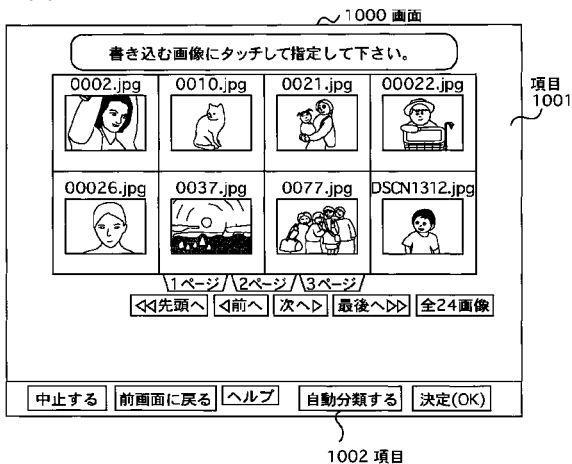 1000 画面
書き込む画像にタッチして指定して下さい。
0002.jpg 0010.jpg 0021.jpg 00022.jpg
項目
1001
00026.jpg 0037.jpg 0077.jpg DSCN1312.jpg
1ページ 2ページ 3ページ
◁◁先頭へ ◁前へ 次へ▷ 最後へ▷▷ 全24画像
中止する 前画面に戻る ヘルプ 自動分類する 決定(OK)
1002 項目